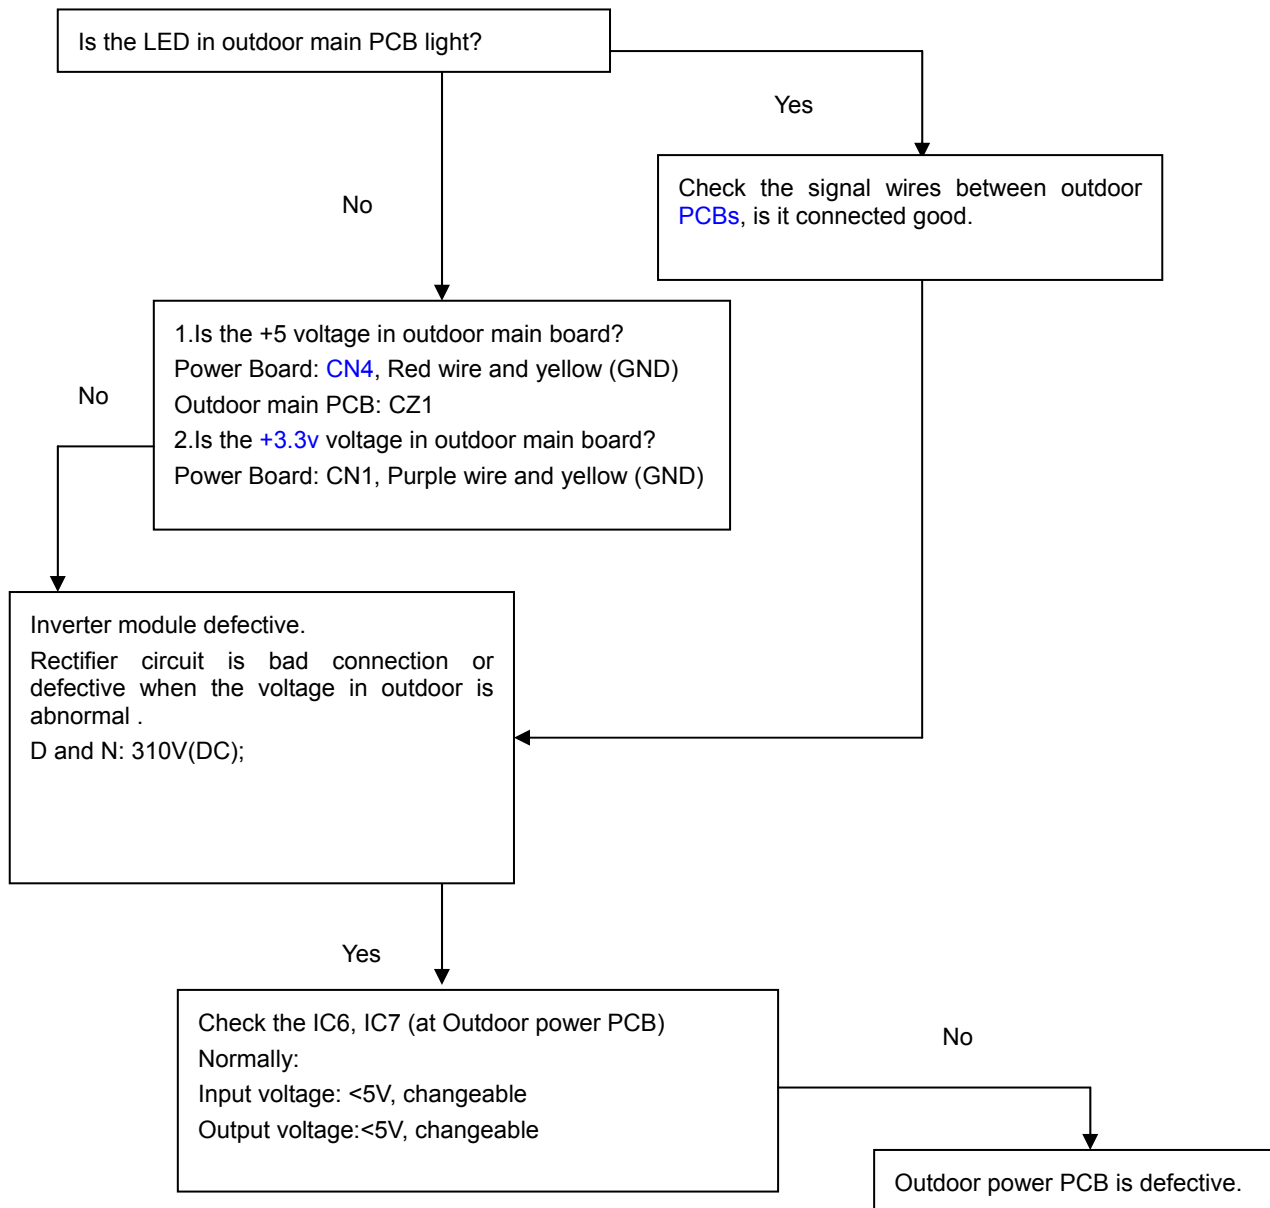 Is the LED in outdoor main PCB light?
Yes
Check the signal wires between outdoor
PCBs, is it connected good.
No
1.Is the +5 voltage in outdoor main board?
Power Board: CN4, Red wire and yellow (GND)
Outdoor main PCB: CZ1
2.Is the +3.3v voltage in outdoor main board?
Power Board: CN1, Purple wire and yellow (GND)
No
Inverter module defective.
Rectifier circuit is bad connection or
defective when the voltage in outdoor is
abnormal .
D and N: 310V(DC);
Yes
Check the IC6, IC7 (at Outdoor power PCB)
Normally:
Input voltage: <5V, changeable
Output voltage:<5V, changeable
No
Outdoor power PCB is defective.